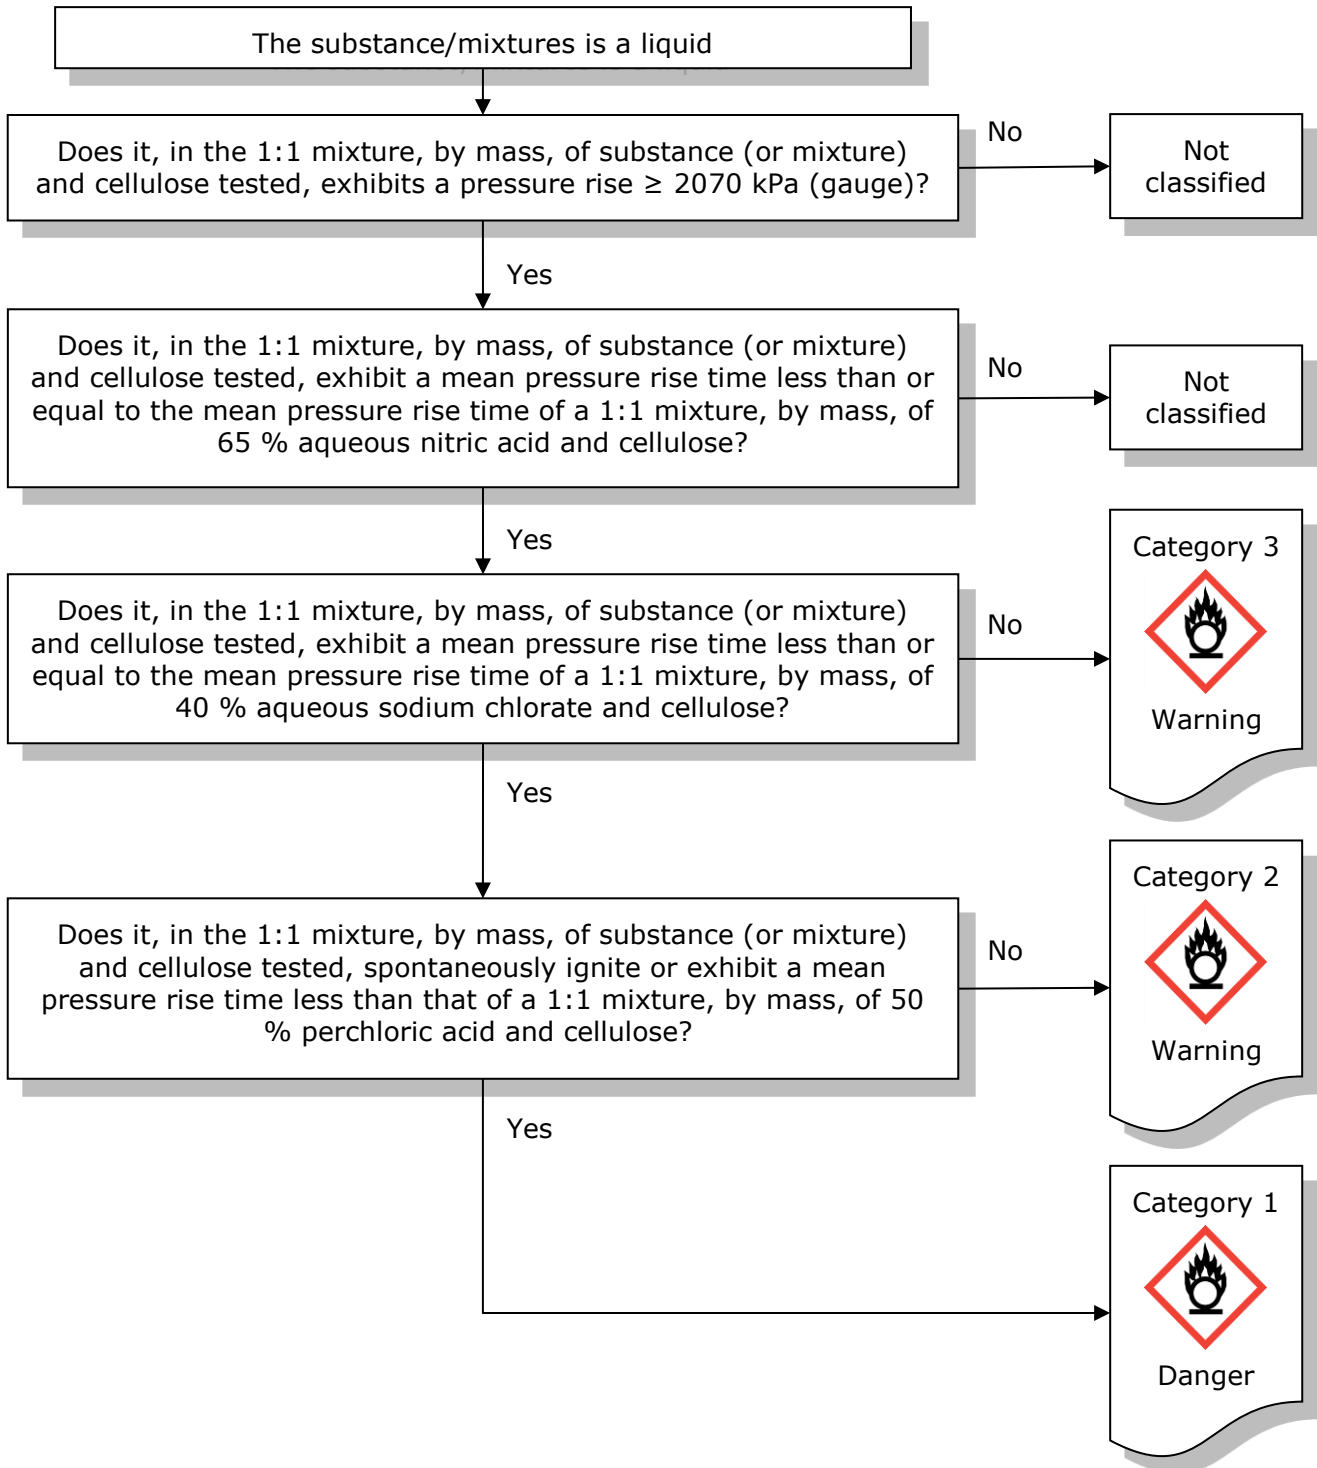 The substance/mixtures is a liquid
Does it, in the 1:1 mixture, by mass, of substance (or mixture)
and cellulose tested, exhibits a pressure rise ≥ 2070 kPa (gauge)?
No
Not
classified
Yes
Does it, in the 1:1 mixture, by mass, of substance (or mixture)
and cellulose tested, exhibit a mean pressure rise time less than or
equal to the mean pressure rise time of a 1:1 mixture, by mass, of
65 % aqueous nitric acid and cellulose?
No
Not
classified
Yes
Does it, in the 1:1 mixture, by mass, of substance (or mixture)
and cellulose tested, exhibit a mean pressure rise time less than or
equal to the mean pressure rise time of a 1:1 mixture, by mass, of
40 % aqueous sodium chlorate and cellulose?
No
Category 3
Warning
Yes
Does it, in the 1:1 mixture, by mass, of substance (or mixture)
and cellulose tested, spontaneously ignite or exhibit a mean
pressure rise time less than that of a 1:1 mixture, by mass, of 50
% perchloric acid and cellulose?
No
Category 2
Warning
Yes
Category 1
Danger